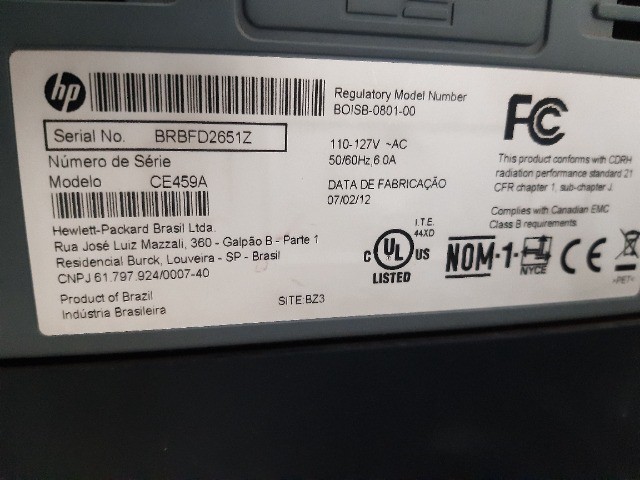 hp
Serial No. BRBFD2651Z
Número de Série
Modelo CE459A
Hewlett-Packard Brasil Ltda.
Rua José Luiz Mazzali, 360 - Galpão B - Parte 1
Residencial Burck, Louveira - SP - Brasil
CNPJ 61.797.924/0007-40
Product of Brazil
Indústria Brasileira
SITE:BZ3
Regulatory Model Number
BOISB-0801-00
110-127V ~AC
50/60Hz, 6.0A
DATA DE FABRICAÇÃO
07/02/12
I.T.E.
44XD
C UL US
LISTED
FC
This product conforms with CDRH
radiation performance standard 21
CFR chapter 1, sub-chapter J.
Complies with Canadian EMC
Class B requirements.
NOM-1-
NYCE
CE
>PET<